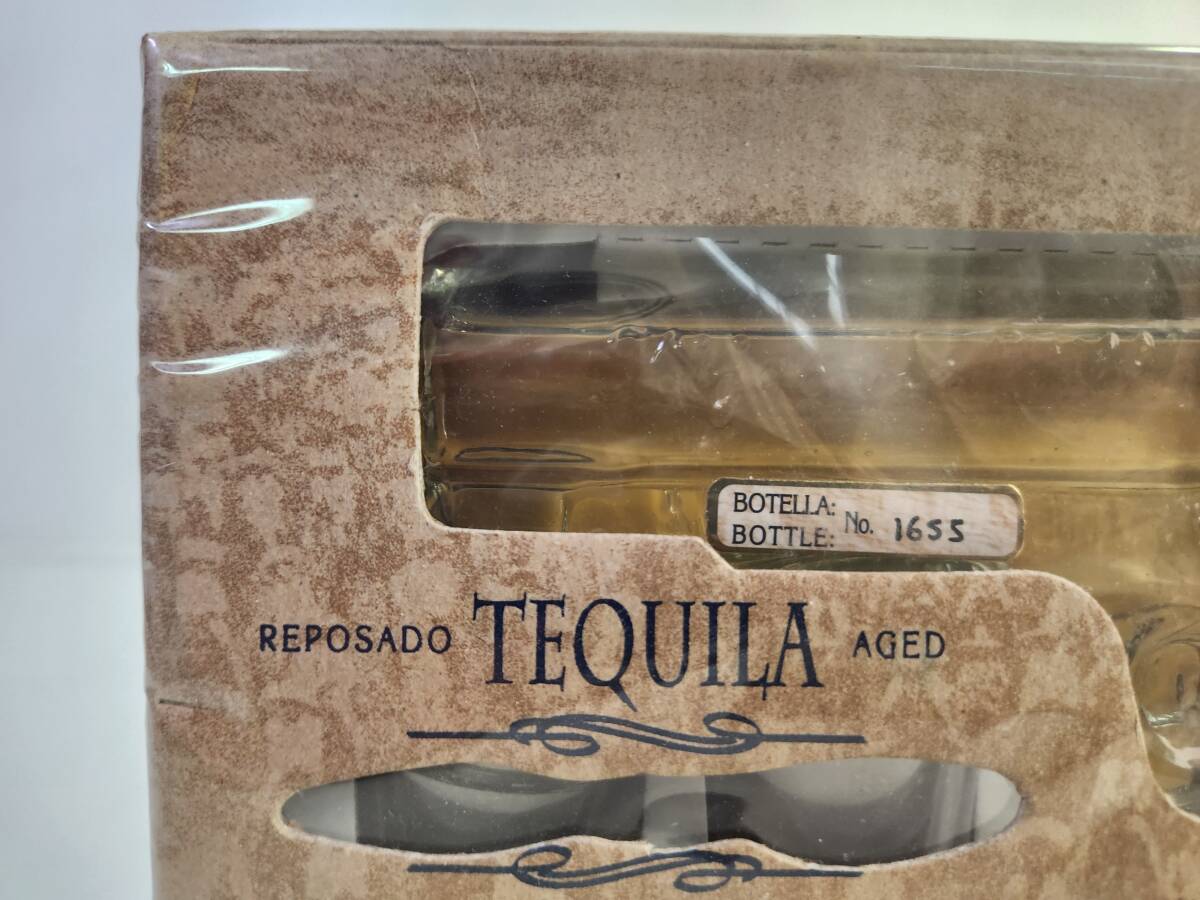 BOTELLA:
BOTTLE: No. 1655
REPOSADO TEQUILA AGED